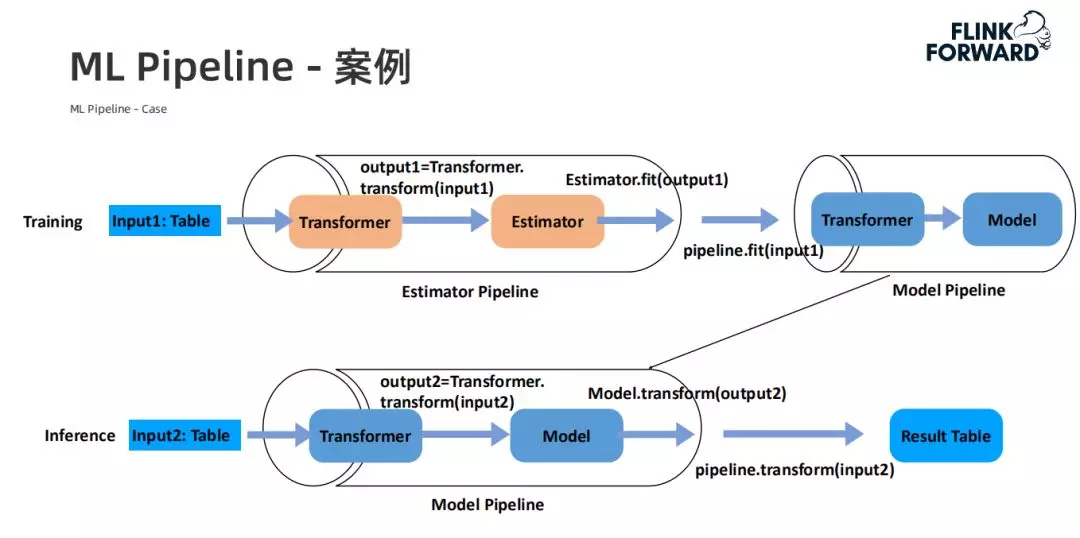 ML Pipeline - 案例
ML Pipeline – Case
FLINK
FORWARD
output1=Transformer.
transform(input1)
Estimator.fit(output1)
Training
Input1: Table
Transformer
Estimator
pipeline.fit(input1)
Transformer
Model
Estimator Pipeline
Model Pipeline
output2=Transformer.
transform(input2)
Model.transform(output2)
Inference
Input2: Table
Transformer
Model
pipeline.transform(input2)
Result Table
Model Pipeline